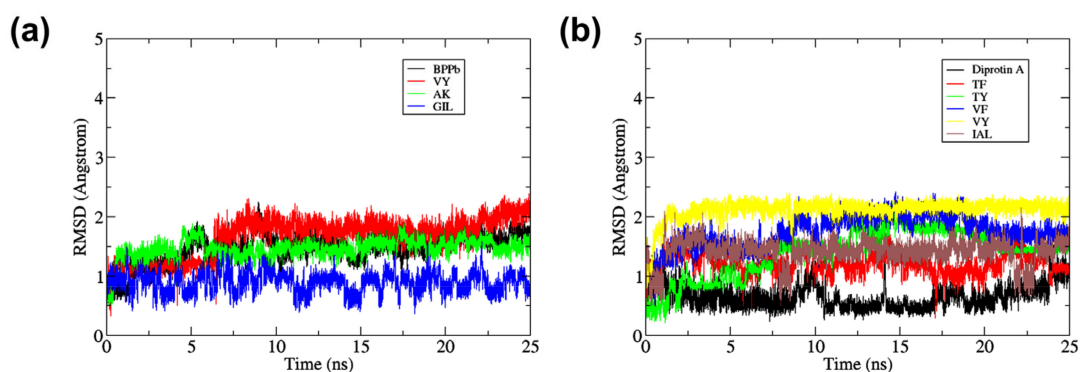 (a)
5
4
3
2
1
0
RMSD (Angstrom)
BPPb
VY
AK
GIL
0 5 10 15 20 25
Time (ns)
(b)
5
4
3
2
1
0
RMSD (Angstrom)
Diprotin A
TF
TY
VF
VY
IAL
0 5 10 15 20 25
Time (ns)